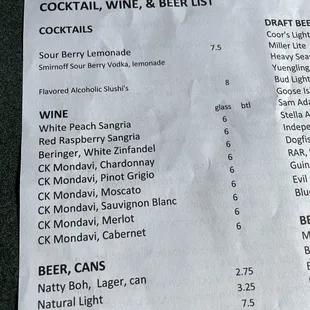 COCKTAIL, WINE, & BEER LIST
COCKTAILS
Sour Berry Lemonade 7.5
Smirnoff Sour Berry Vodka, lemonade
Flavored Alcoholic Slushi's 8
WINE glass btl
White Peach Sangria 6
Red Raspberry Sangria 6
Beringer, White Zinfandel 6
CK Mondavi, Chardonnay 6
CK Mondavi, Pinot Grigio 6
CK Mondavi, Moscato 6
CK Mondavi, Sauvignon Blanc 6
CK Mondavi, Merlot 6
CK Mondavi, Cabernet 6
BEER, CANS
Natty Boh, Lager, can 2.75
Natural Light 3.25
7.5
DRAFT BEE
Coor's Light
Miller Lite
Heavy Sea
Yuengling,
Bud Light
Goose Is
Sam Ada
Stella A
Indepe
Dogfis
RAR,
Guin
Evil
Blu
BE
M
B